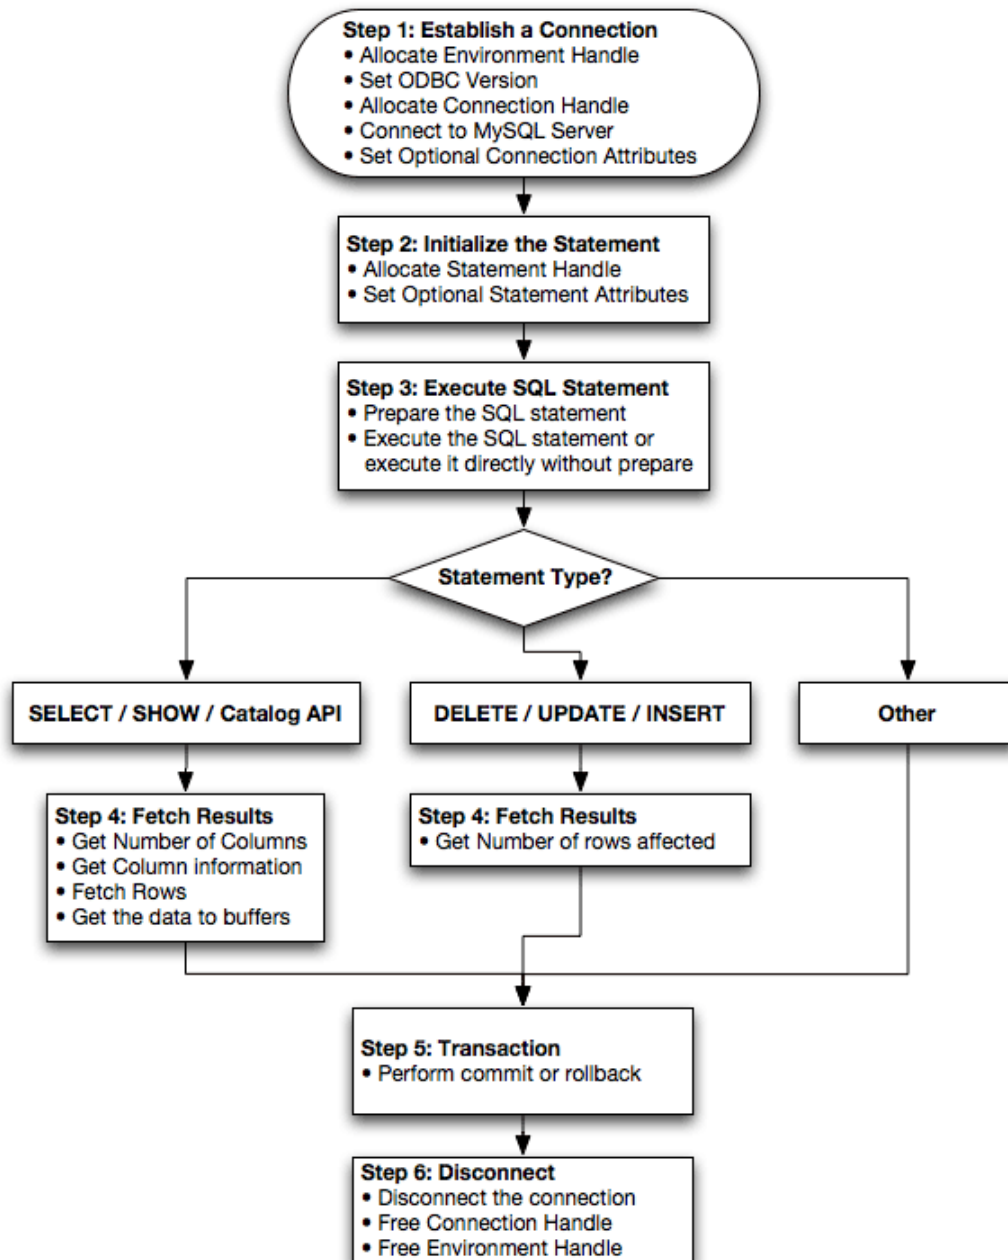 Step 1: Establish a Connection
• Allocate Environment Handle
• Set ODBC Version
• Allocate Connection Handle
• Connect to MySQL Server
• Set Optional Connection Attributes
Step 2: Initialize the Statement
• Allocate Statement Handle
• Set Optional Statement Attributes
Step 3: Execute SQL Statement
• Prepare the SQL statement
• Execute the SQL statement or
execute it directly without prepare
Statement Type?
SELECT / SHOW / Catalog API
DELETE / UPDATE / INSERT
Other
Step 4: Fetch Results
• Get Number of Columns
• Get Column information
• Fetch Rows
• Get the data to buffers
Step 4: Fetch Results
• Get Number of rows affected
Step 5: Transaction
• Perform commit or rollback
Step 6: Disconnect
• Disconnect the connection
• Free Connection Handle
• Free Environment Handle